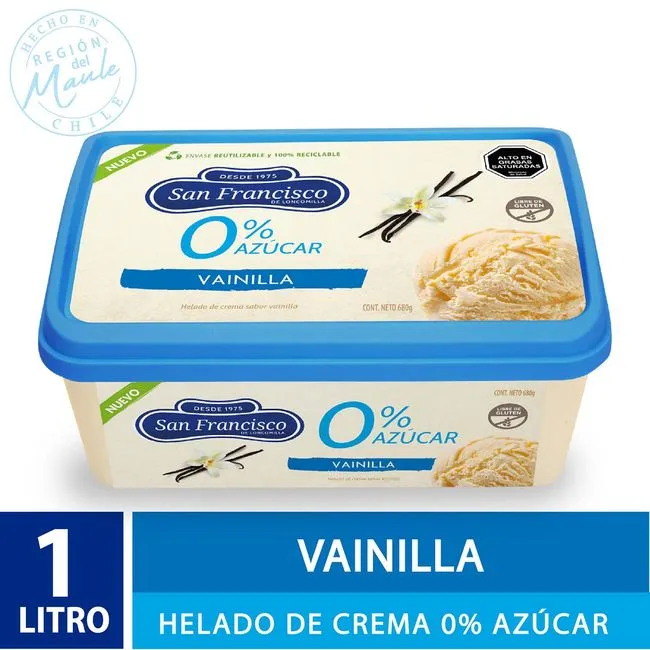 HECHO EN
REGIÓN
del
Maule
CHILE
NUEVO
ENVASE REUTILIZABLE y 100% RECICLABLE
DESDE 1975
San Francisco
DE LONCOMILLA
0%
AZÚCAR
VAINILLA
Helado de crema sabor vainilla
ALTO EN
GRASAS
SATURADAS
LIBRE DE
GLUTEN
CONT. NETO 680g
NUEVO
DESDE 1975
San Francisco
DE LONCOMILLA
0%
AZÚCAR
VAINILLA
CONT. NETO 680g
LIBRE DE
GLUTEN
1
LITRO
VAINILLA
HELADO DE CREMA 0% AZÚCAR